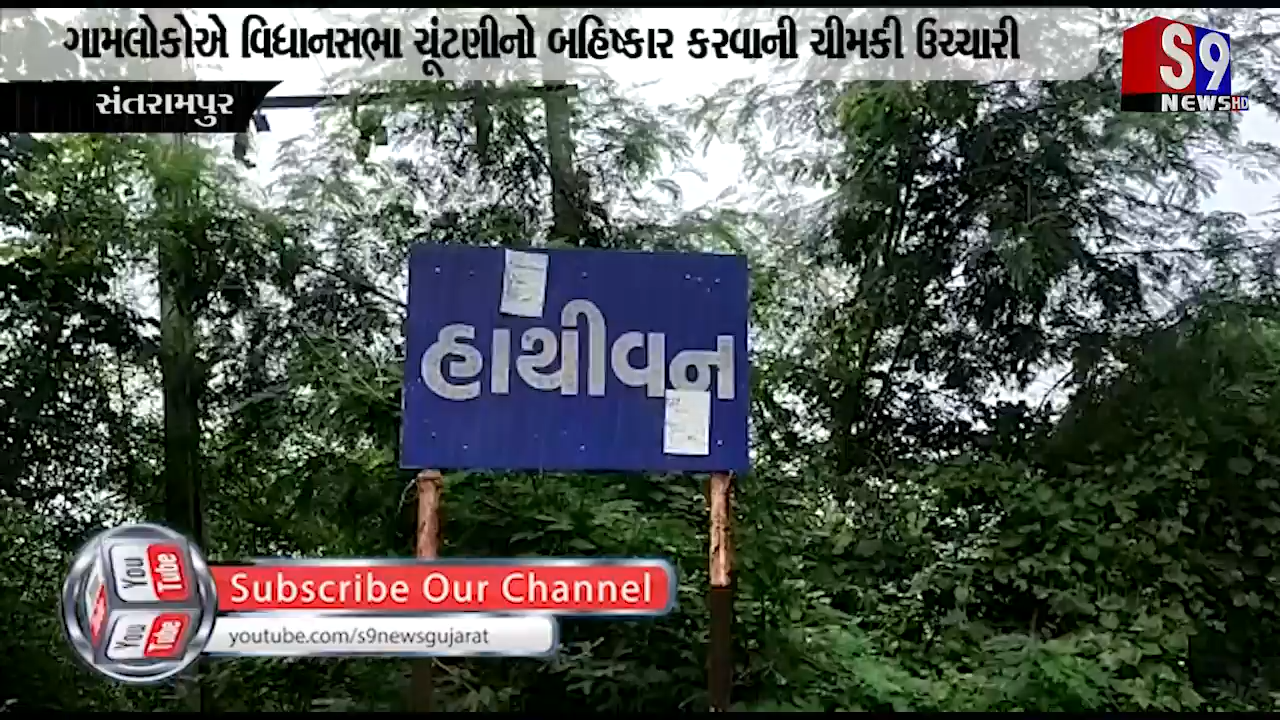 ગામલોકોએ વિધાનસભા ચૂંટણીનો બહિષ્કાર કરવાની ચીમકી ઉચ્ચારી
સંતરામપુર
S9
NEWS HD
હાથીવન
You Tube
You Tube
Subscribe Our Channel
youtube.com/s9newsgujarat